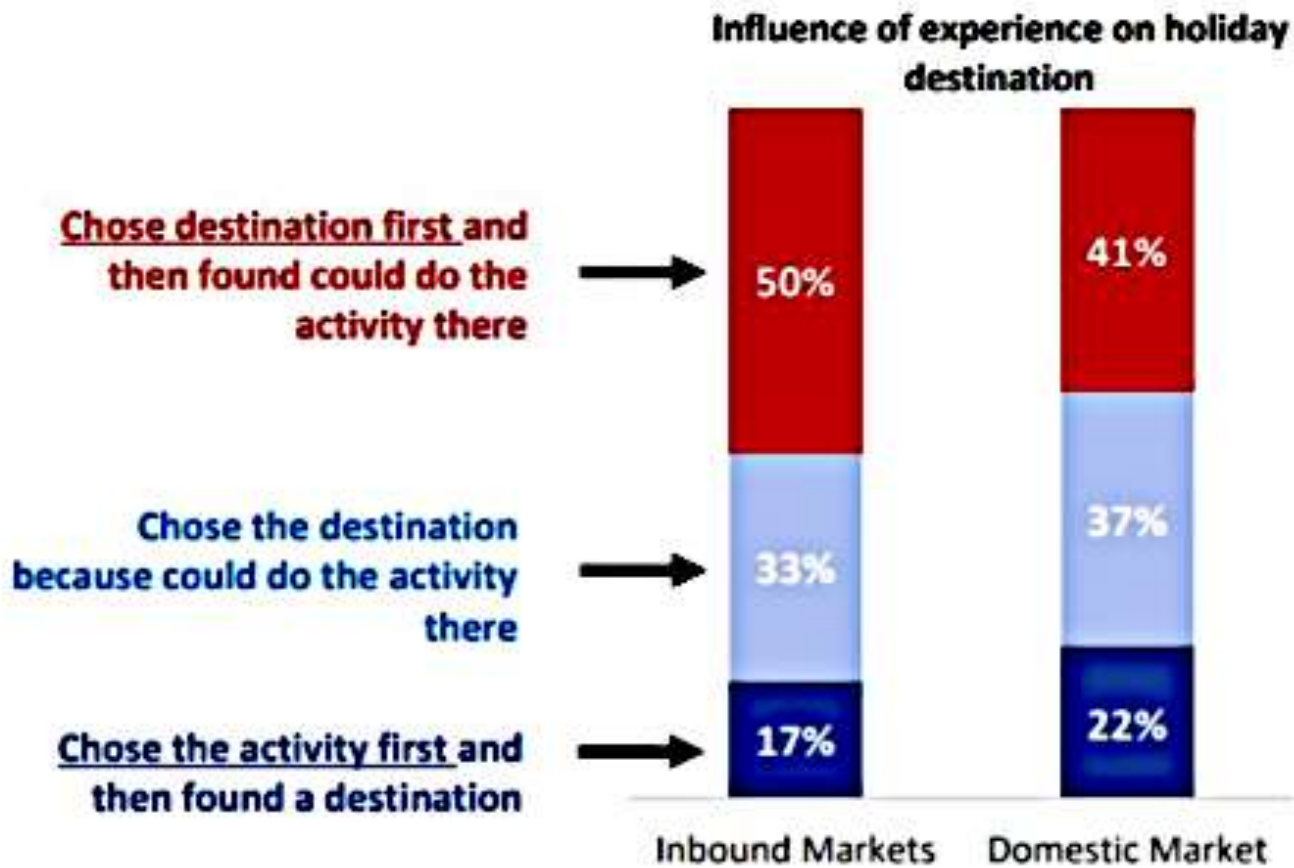 Influence of experience on holiday
destination
Chose destination first and
then found could do the
activity there
50%
41%
Chose the destination
because could do the activity
there
33%
37%
Chose the activity first and
then found a destination
17%
22%
Inbound Markets
Domestic Market